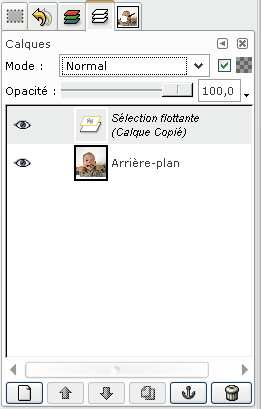 Calques
Mode : Normal
Opacité : 100,0
Sélection flottante
(Calque Copié)
Arrière-plan